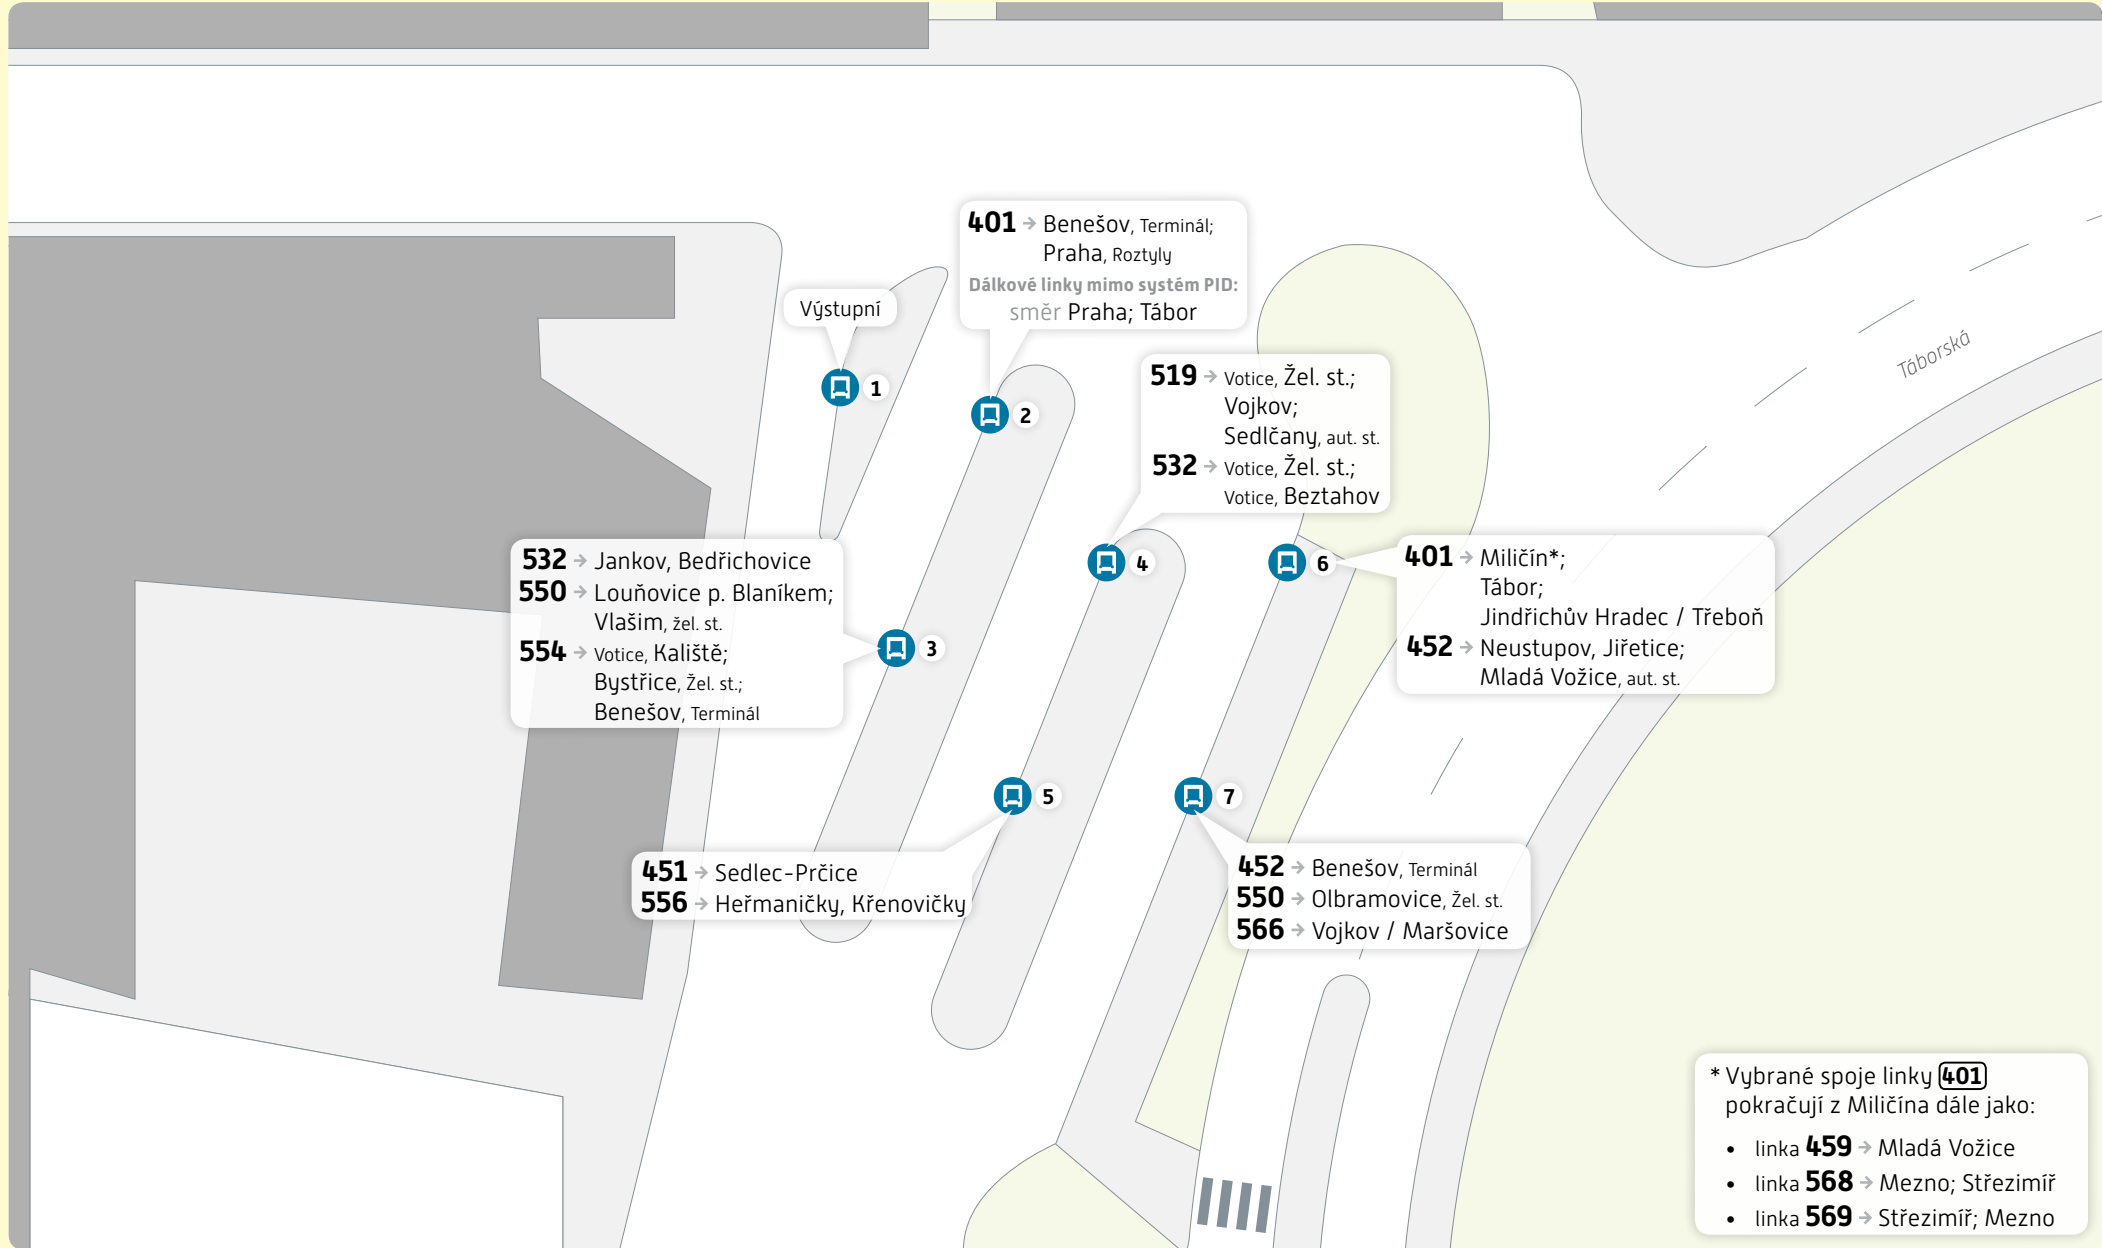 401 → Benešov, Terminál;
Praha, Roztyly
Dálkové linky mimo systém PID:
směr Praha; Tábor
Výstupní
1
2
519 → Votice, Žel. st.;
Vojkov;
Sedlčany, aut. st.
532 → Votice, Žel. st.;
Votice, Beztahov
Táborská
532 → Jankov, Bedřichovice
550 → Louňovice p. Blaníkem;
Vlašim, žel. st.
554 → Votice, Kaliště;
Bystřice, Žel. st.;
Benešov, Terminál
3
4
6
401 → Miličín*;
Tábor;
Jindřichův Hradec / Třeboň
452 → Neustupov, Jiřetice;
Mladá Vožice, aut. st.
5
7
451 → Sedlec-Prčice
556 → Heřmaničky, Křenovičky
452 → Benešov, Terminál
550 → Olbramovice, Žel. st.
566 → Vojkov / Maršovice
* Vybrané spoje linky 401
pokračují z Miličína dále jako:
• linka 459 → Mladá Vožice
• linka 568 → Mezno; Střezimíř
• linka 569 → Střezimíř; Mezno